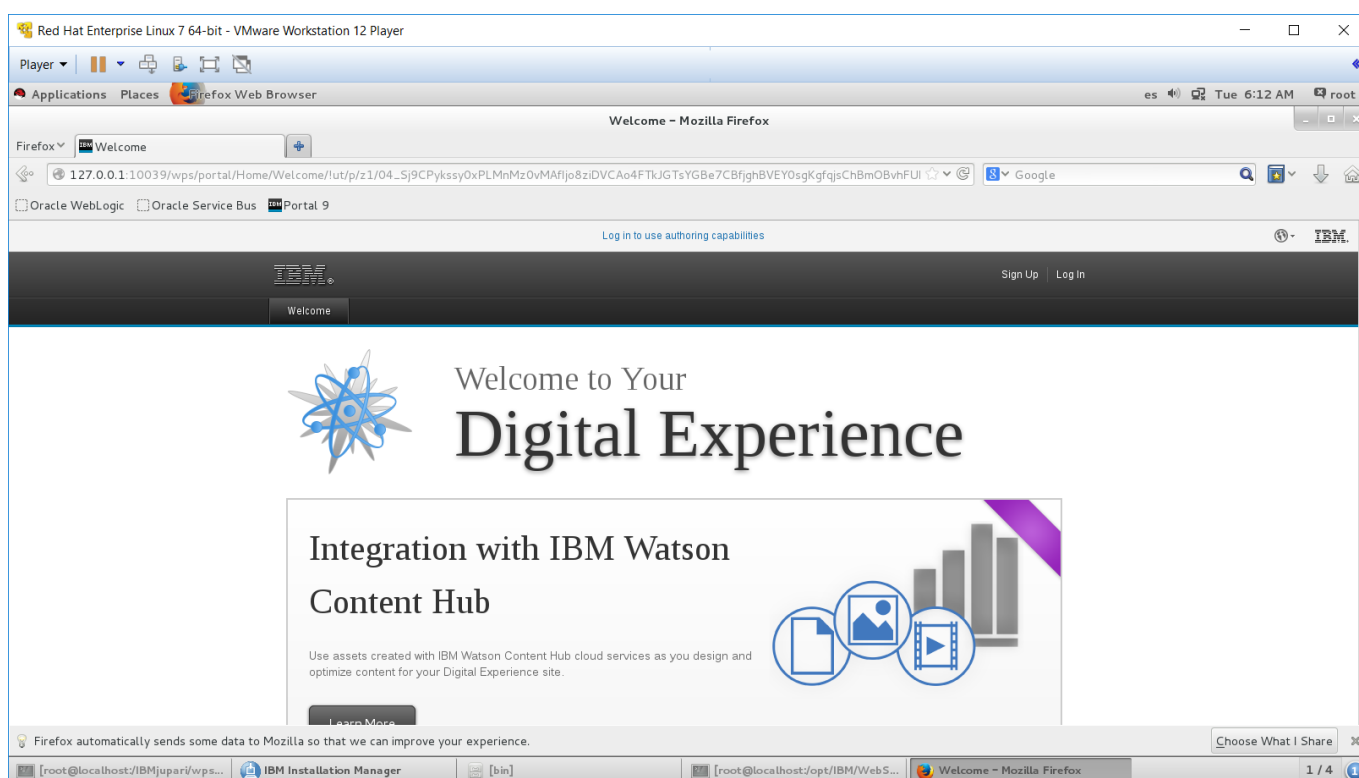 Red Hat Enterprise Linux 7 64-bit - VMware Workstation 12 Player
Player
Applications Places Firefox Web Browser es Tue 6:12 AM root
Welcome - Mozilla Firefox
Firefox Welcome
127.0.0.1:10039/wps/portal/Home/Welcome/!ut/p/z1/ Google
Oracle WebLogic Oracle Service Bus Portal 9
Log in to use authoring capabilities IBM.
IBM® Sign Up Log In
Welcome
Welcome to Your
Digital Experience
Integration with IBM Watson
Content Hub
Use assets created with IBM Watson Content Hub cloud services as you design and
optimize content for your Digital Experience site.
Learn More
Firefox automatically sends some data to Mozilla so that we can improve your experience. Choose What I Share
[root@localhost:/IBMjupari/wps... IBM Installation Manager [bin] [root@localhost:/opt/IBM/WebS... Welcome - Mozilla Firefox 1 / 4 1